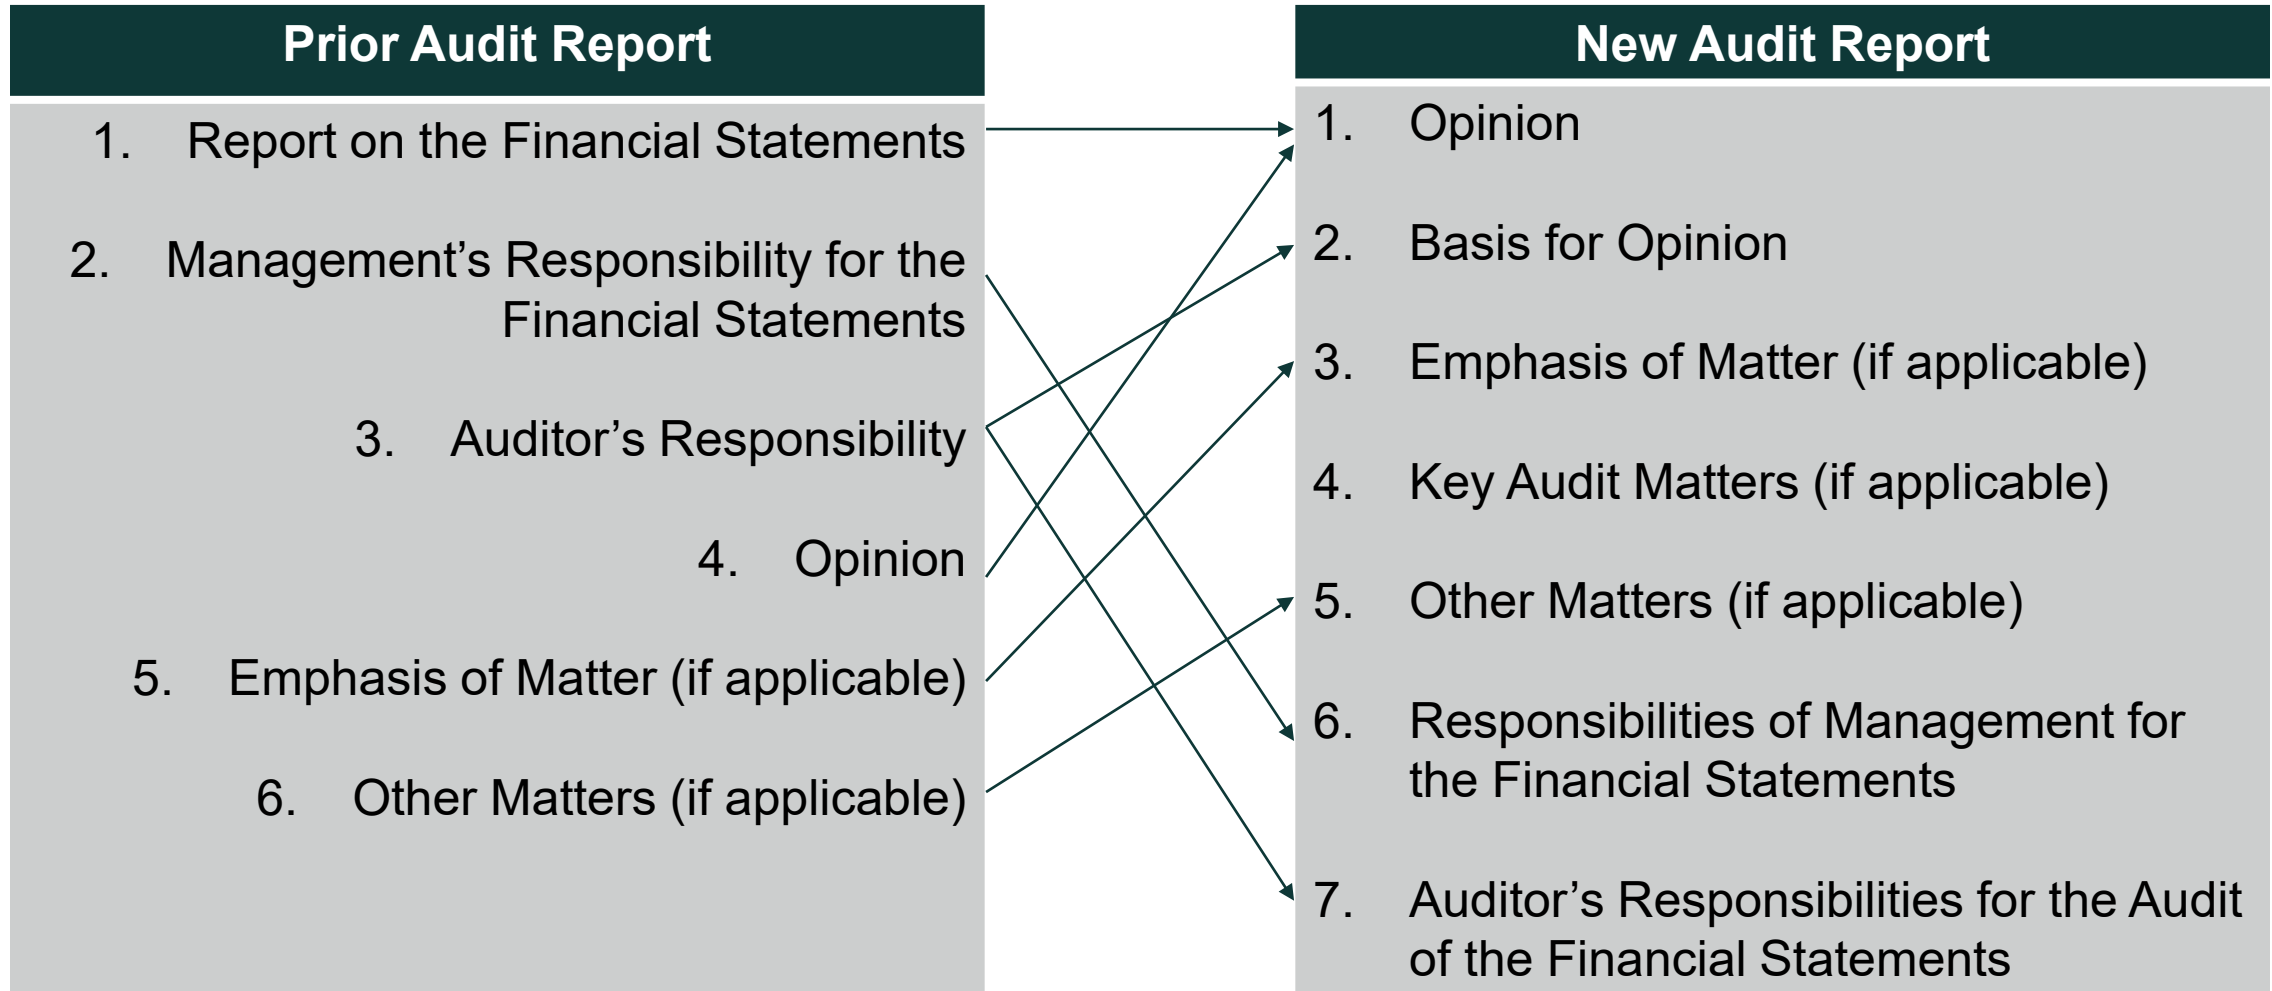 Prior Audit Report
1. Report on the Financial Statements
2. Management’s Responsibility for the
Financial Statements
3. Auditor’s Responsibility
4. Opinion
5. Emphasis of Matter (if applicable)
6. Other Matters (if applicable)
New Audit Report
1. Opinion
2. Basis for Opinion
3. Emphasis of Matter (if applicable)
4. Key Audit Matters (if applicable)
5. Other Matters (if applicable)
6. Responsibilities of Management for
the Financial Statements
7. Auditor’s Responsibilities for the Audit
of the Financial Statements